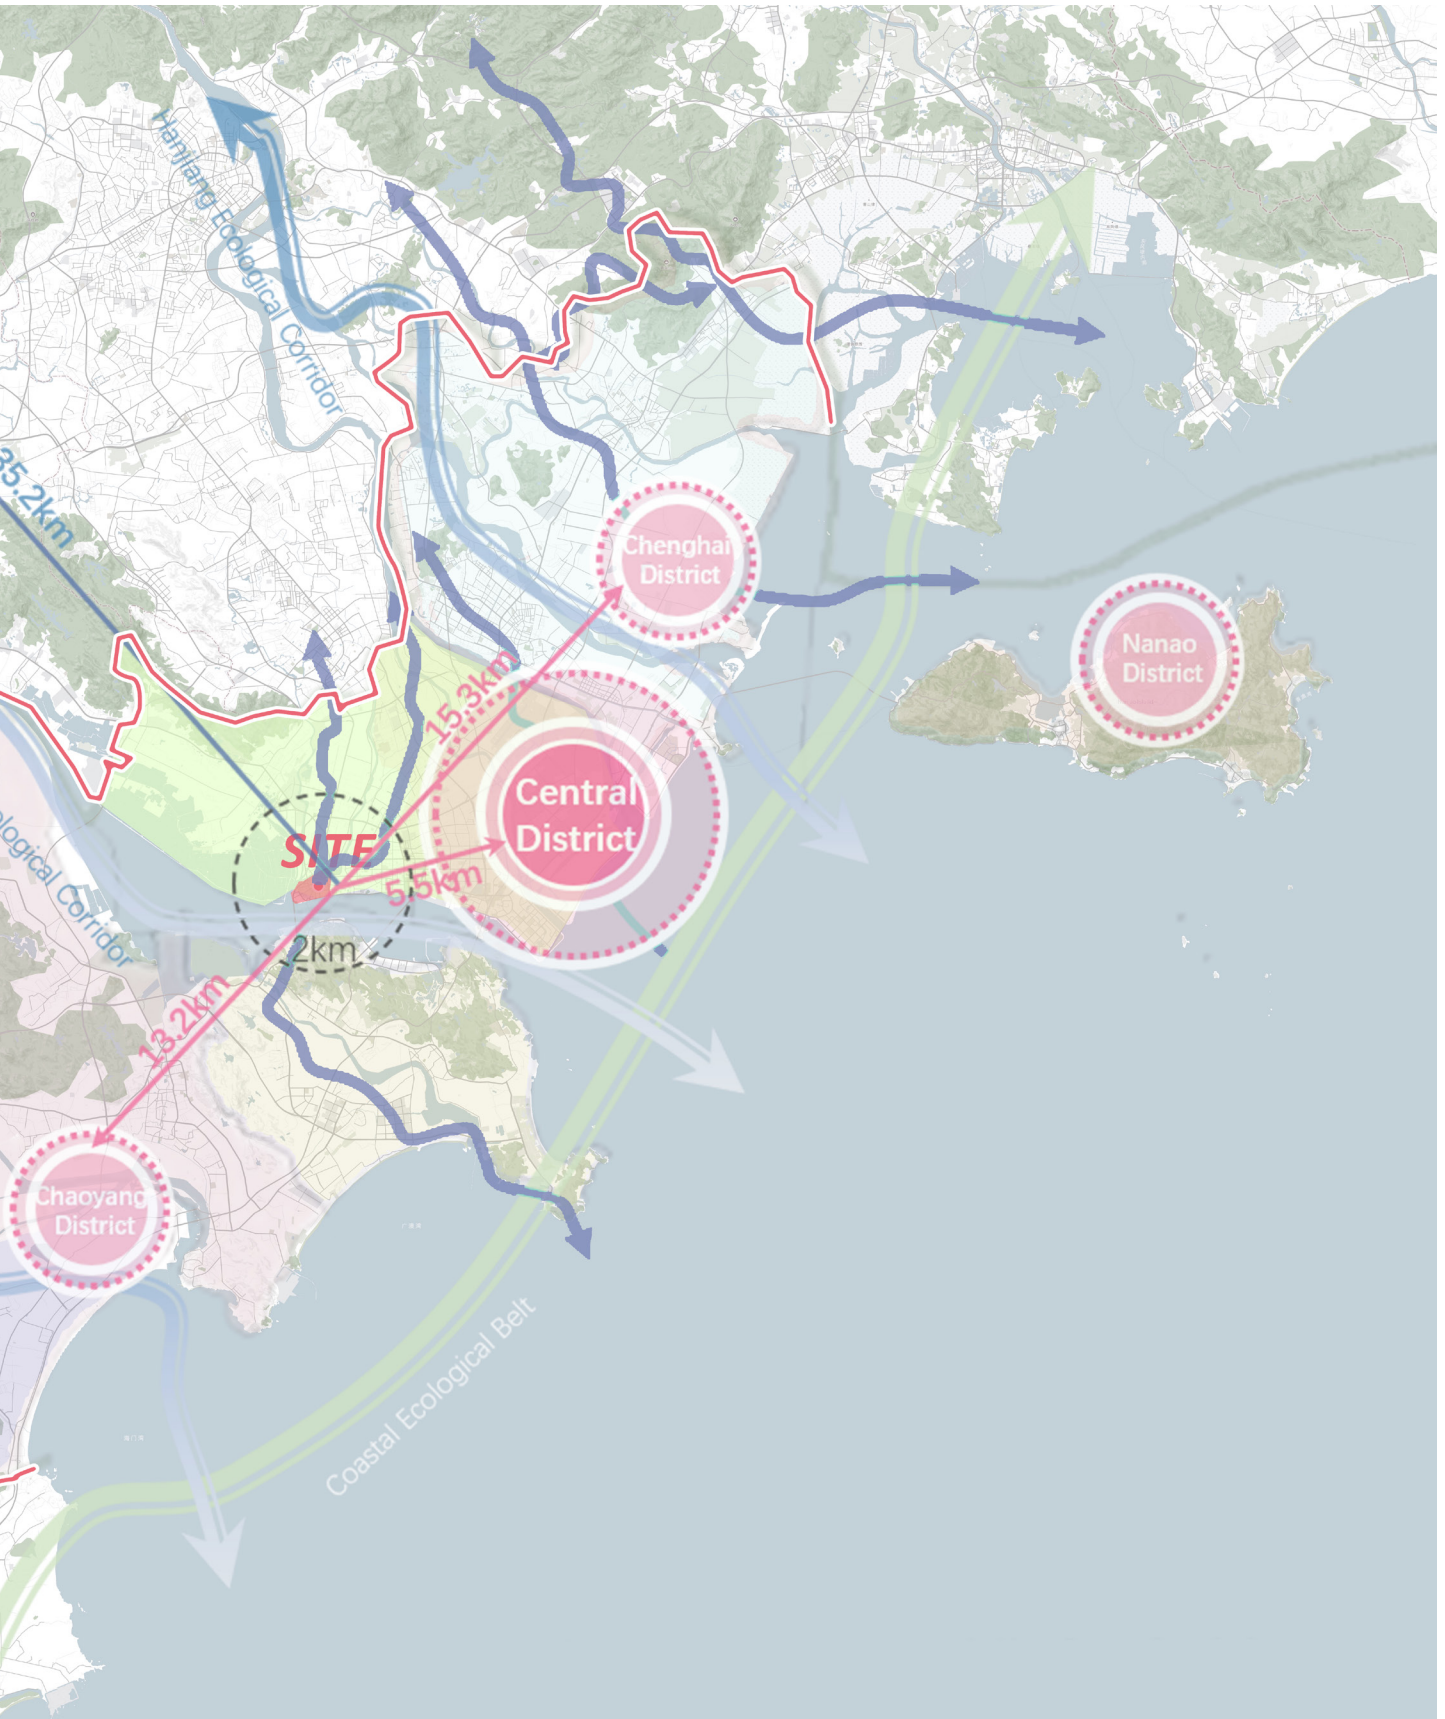 Hanjiang Ecological Corridor
35.2km
Chenghai
District
Nanao
District
15.3km
Central
District
SITE
5.5km
ological Corridor
2km
13.2km
Chaoyang
District
Coastal Ecological Belt